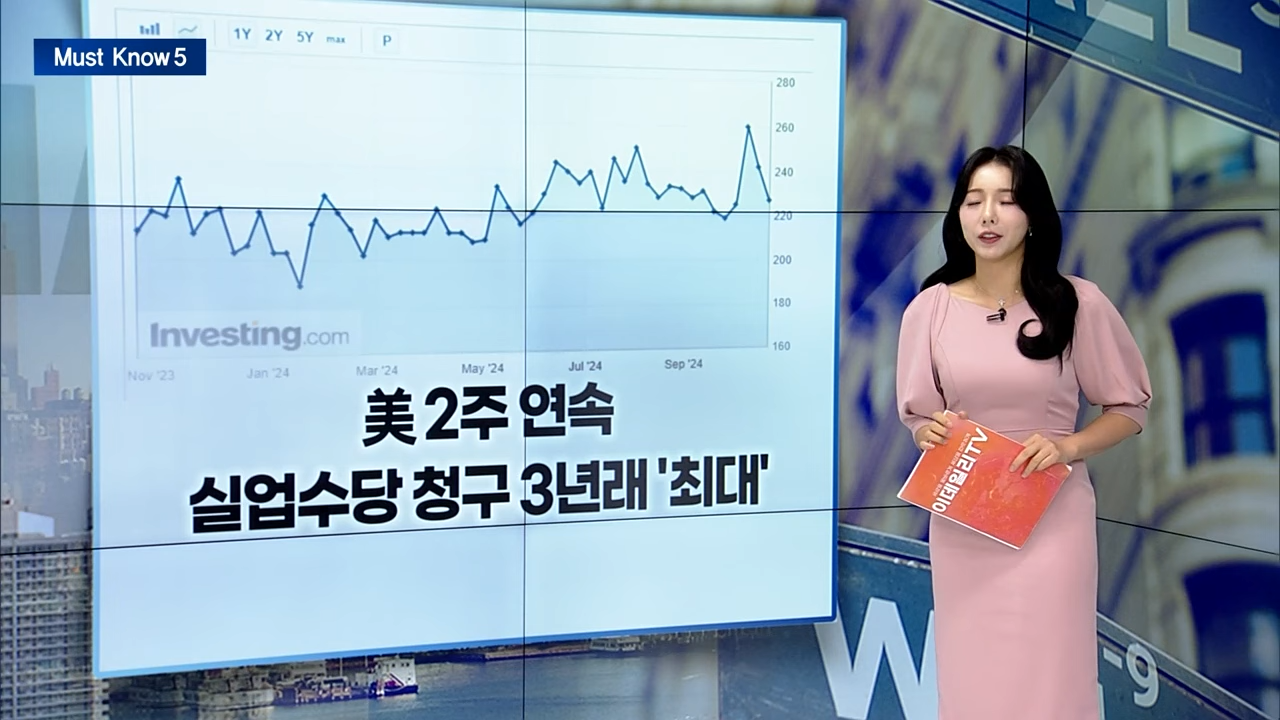 Must Know 5
1Y 2Y 5Y max P
280
260
240
220
200
180
160
Investing.com
Nov '23 Jan '24 Mar '24 May '24 Jul '24 Sep '24
美 2주 연속
실업수당 청구 3년래 '최대'
이데일리TV
W
-9